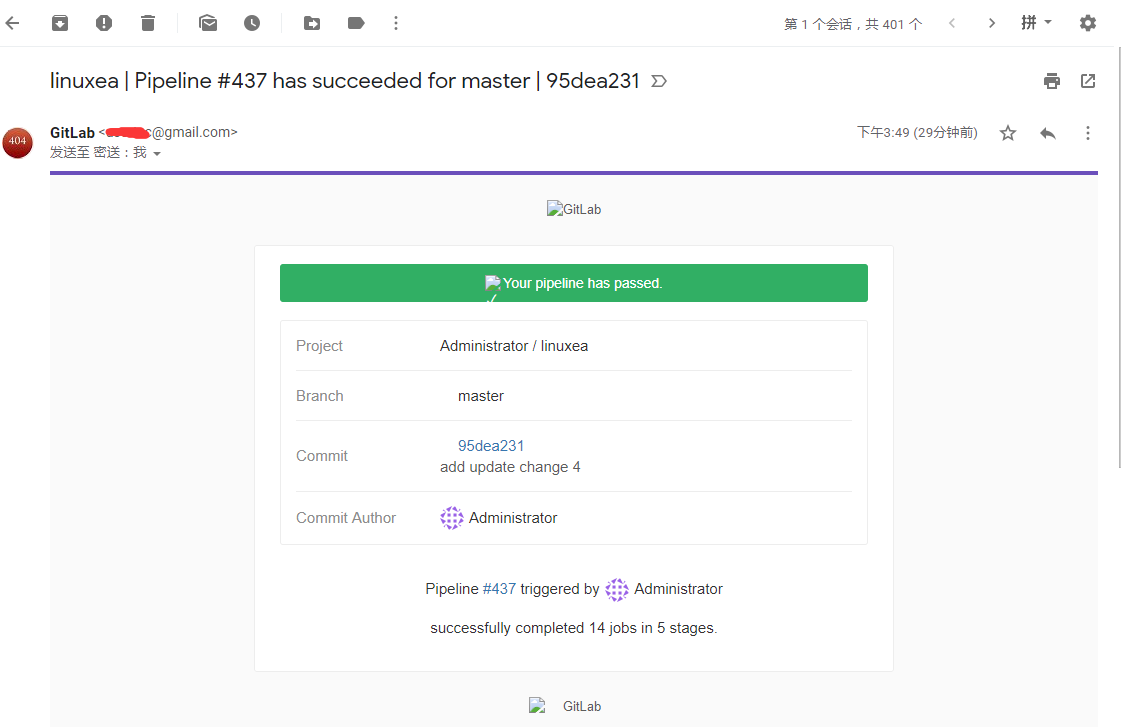 第 1 个会话，共 401 个
拼
linuxea | Pipeline #437 has succeeded for master | 95dea231
404
GitLab <@gmail.com>
下午3:49 (29分钟前)
发送至 密送：我
GitLab
Your pipeline has passed.
✓
Project Administrator / linuxea
Branch master
Commit 95dea231
add update change 4
Commit Author Administrator
Pipeline #437 triggered by Administrator
successfully completed 14 jobs in 5 stages.
GitLab